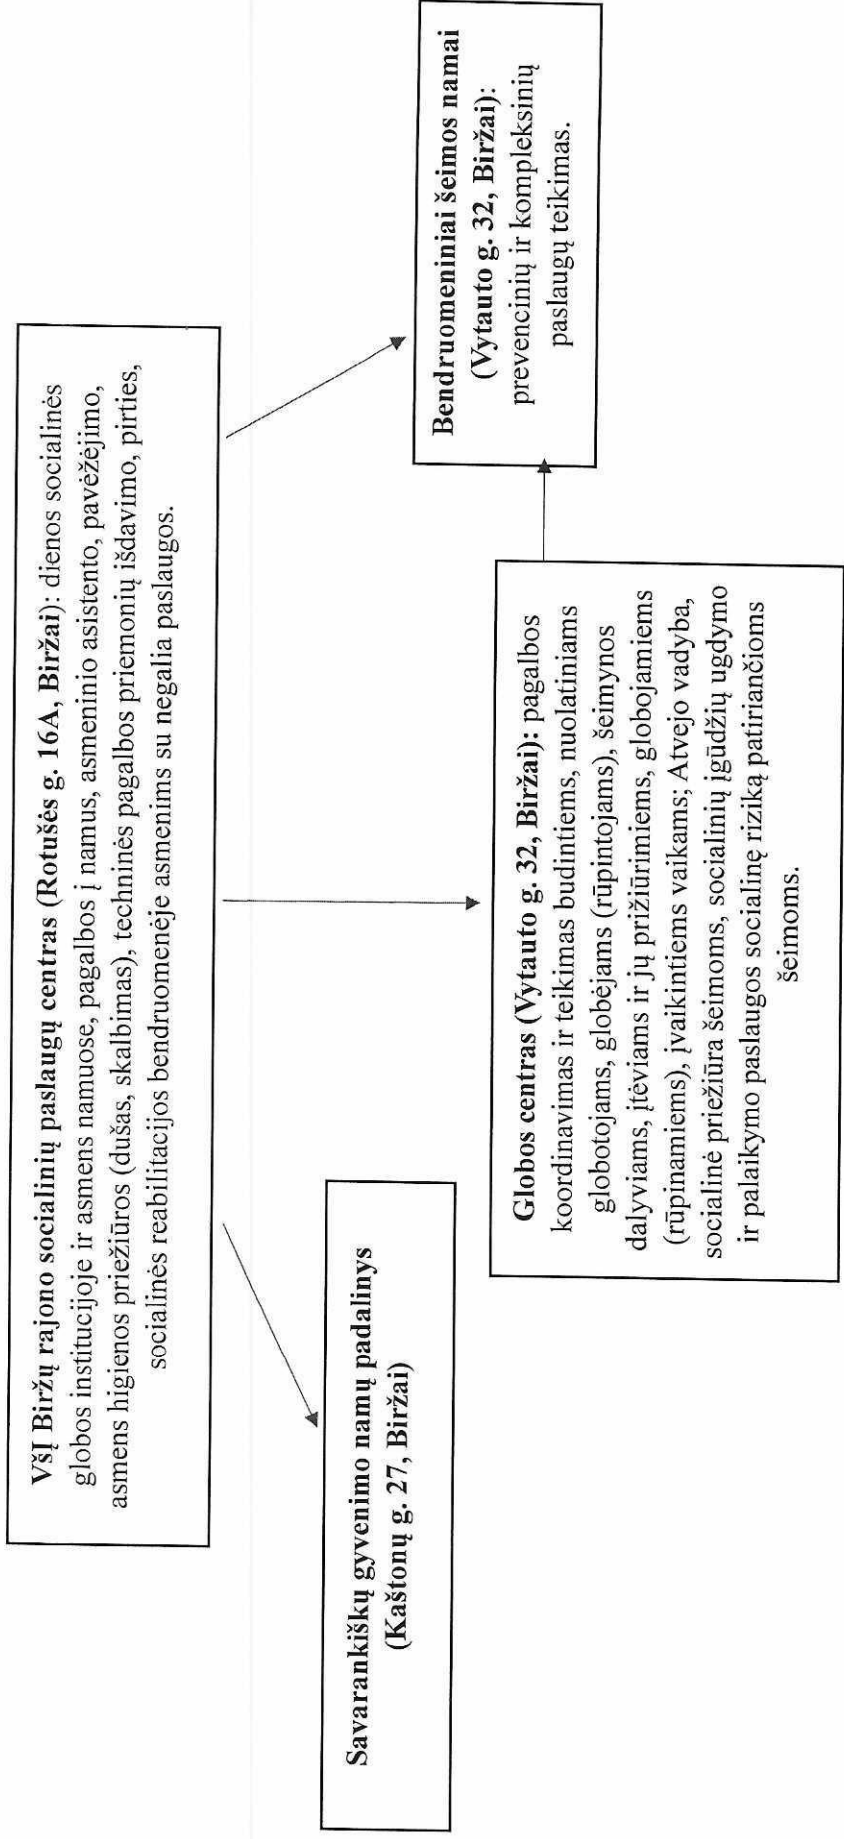 VšĮ Biržų rajono socialinių paslaugų centras (Rotušės g. 16A, Biržai): dienos socialinės
globos institucijoje ir asmens namuose, pagalbos į namus, asmeninio asistento, pavėžėjimo,
asmens higienos priežiūros (dušas, skalbimas), techninės pagalbos priemonių išdavimo, pirties,
socialinės reabilitacijos bendruomenėje asmenims su negalia paslaugos.
Savarankiškų gyvenimo namų padalinys
(Kaštonų g. 27, Biržai)
Globos centras (Vytauto g. 32, Biržai): pagalbos
koordinavimas ir teikimas budintiems, nuolatiniams
globotojams, globėjams (rūpintojams), šeimynos
dalyviams, įtėviams ir jų prižiūrimiems, globojamiems
(rūpinamiems), įvaikintiems vaikams; Atvejo vadyba,
socialinė priežiūra šeimoms, socialinių įgūdžių ugdymo
ir palaikymo paslaugos socialinę riziką patiriančioms
šeimoms.
Bendruomeniniai šeimos namai
(Vytauto g. 32, Biržai):
prevencinių ir kompleksinių
paslaugų teikimas.